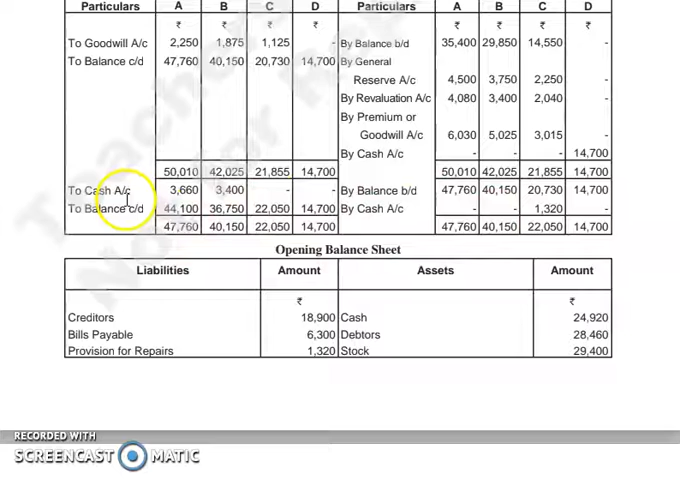 Particulars A B C D Particulars A B C D
₹ ₹ ₹ ₹ ₹ ₹
To Goodwill A/c 2,250 1,875 1,125 - By Balance b/d 35,400 29,850 14,550 -
To Balance c/d 47,760 40,150 20,730 14,700 By General
Reserve A/c 4,500 3,750 2,250 -
By Revaluation A/c 4,080 3,400 2,040 -
By Premium or
Goodwill A/c 6,030 5,025 3,015 -
By Cash A/c - - - 14,700
50,010 42,025 21,855 14,700 50,010 42,025 21,855 14,700
To Cash A/c 3,660 3,400 - - By Balance b/d 47,760 40,150 20,730 14,700
To Balance c/d 44,100 36,750 22,050 14,700 By Cash A/c - - 1,320 -
47,760 40,150 22,050 14,700 47,760 40,150 22,050 14,700
Opening Balance Sheet
Liabilities Amount Assets Amount
₹ ₹
Creditors 18,900 Cash 24,920
Bills Payable 6,300 Debtors 28,460
Provision for Repairs 1,320 Stock 29,400
RECORDED WITH
SCREENCAST MATIC